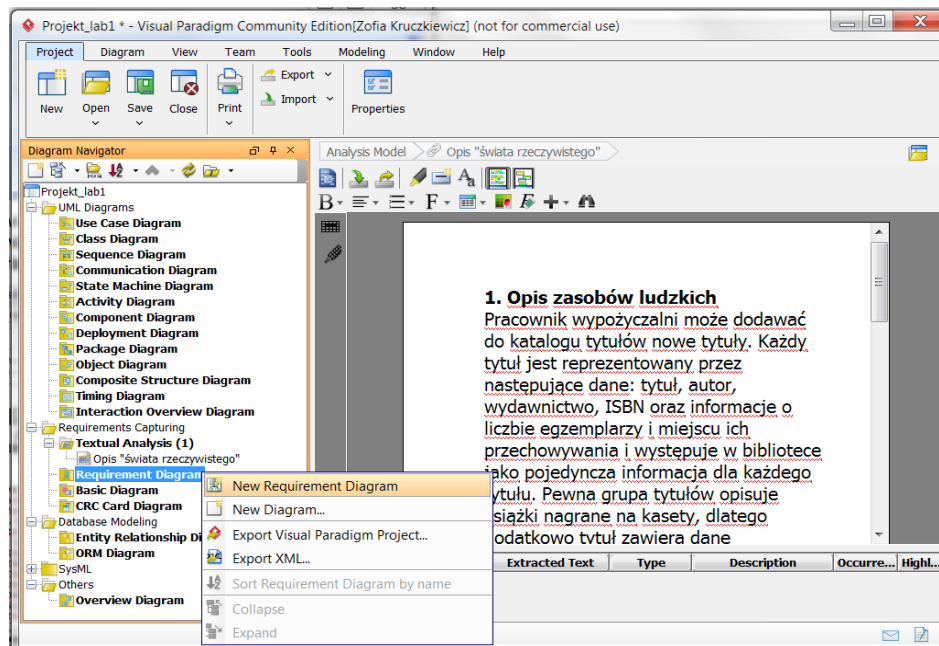 Projekt_lab1 * - Visual Paradigm Community Edition[Zofia Kruczkiewicz] (not for commercial use)
Project Diagram View Team Tools Modeling Window Help
New Open Save Close Print Export Import Properties
Diagram Navigator
Analysis Model Opis "świata rzeczywistego"
Projekt_lab1
UML Diagrams
Use Case Diagram
Class Diagram
Sequence Diagram
Communication Diagram
State Machine Diagram
Activity Diagram
Component Diagram
Deployment Diagram
Package Diagram
Object Diagram
Composite Structure Diagram
Timing Diagram
Interaction Overview Diagram
Requirements Capturing
Textual Analysis (1)
Opis "świata rzeczywistego"
Requirement Diagram
Basic Diagram
CRC Card Diagram
Database Modeling
Entity Relationship Di
ORM Diagram
SysML
Others
Overview Diagram
New Requirement Diagram
New Diagram...
Export Visual Paradigm Project...
Export XML...
Sort Requirement Diagram by name
Collapse
Expand
1. Opis zasobów ludzkich
Pracownik wypożyczalni może dodawać
do katalogu tytułów nowe tytuły. Każdy
tytuł jest reprezentowany przez
następujące dane: tytuł, autor,
wydawnictwo, ISBN oraz informacje o
liczbie egzemplarzy i miejscu ich
przechowywania i występuje w bibliotece
jako pojedyncza informacja dla każdego
tytułu. Pewna grupa tytułów opisuje
siążki nagrane na kasety, dlatego
odatkowo tytuł zawiera dane
Extracted Text Type Description Occurre... Highl...